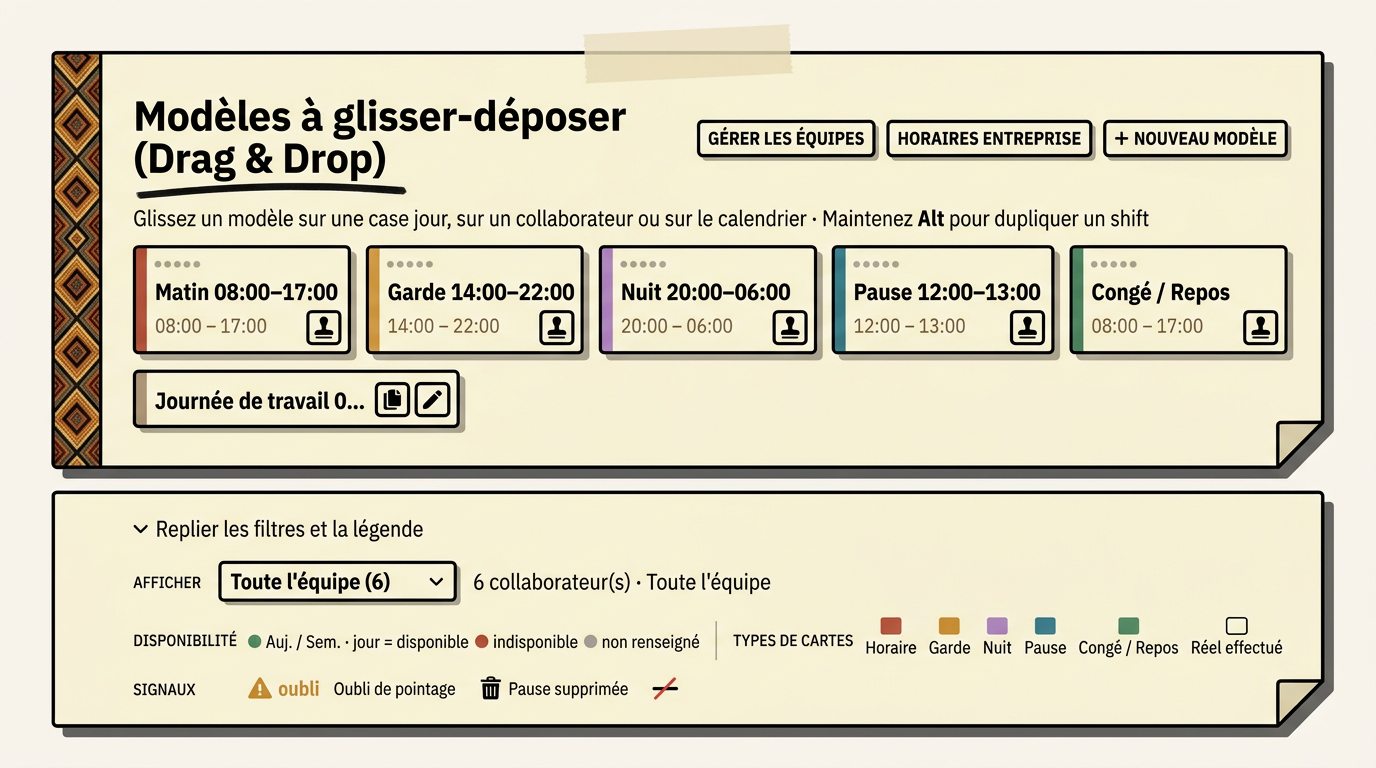 Modèles à glisser-déposer
(Drag & Drop)
GÉRER LES ÉQUIPES
HORAIRES ENTREPRISE
+ NOUVEAU MODÈLE
Glissez un modèle sur une case jour, sur un collaborateur ou sur le calendrier · Maintenez Alt pour dupliquer un shift
Matin 08:00–17:00
08:00 – 17:00
Garde 14:00–22:00
14:00 – 22:00
Nuit 20:00–06:00
20:00 – 06:00
Pause 12:00–13:00
12:00 – 13:00
Congé / Repos
08:00 – 17:00
Journée de travail 0...
Replier les filtres et la légende
AFFICHER
Toute l'équipe (6)
6 collaborateur(s) · Toute l'équipe
DISPONIBILITÉ
Auj. / Sem. · jour = disponible
indisponible
non renseigné
TYPES DE CARTES
Horaire
Garde
Nuit
Pause
Congé / Repos
Réel effectué
SIGNAUX
oubli
Oubli de pointage
Pause supprimée